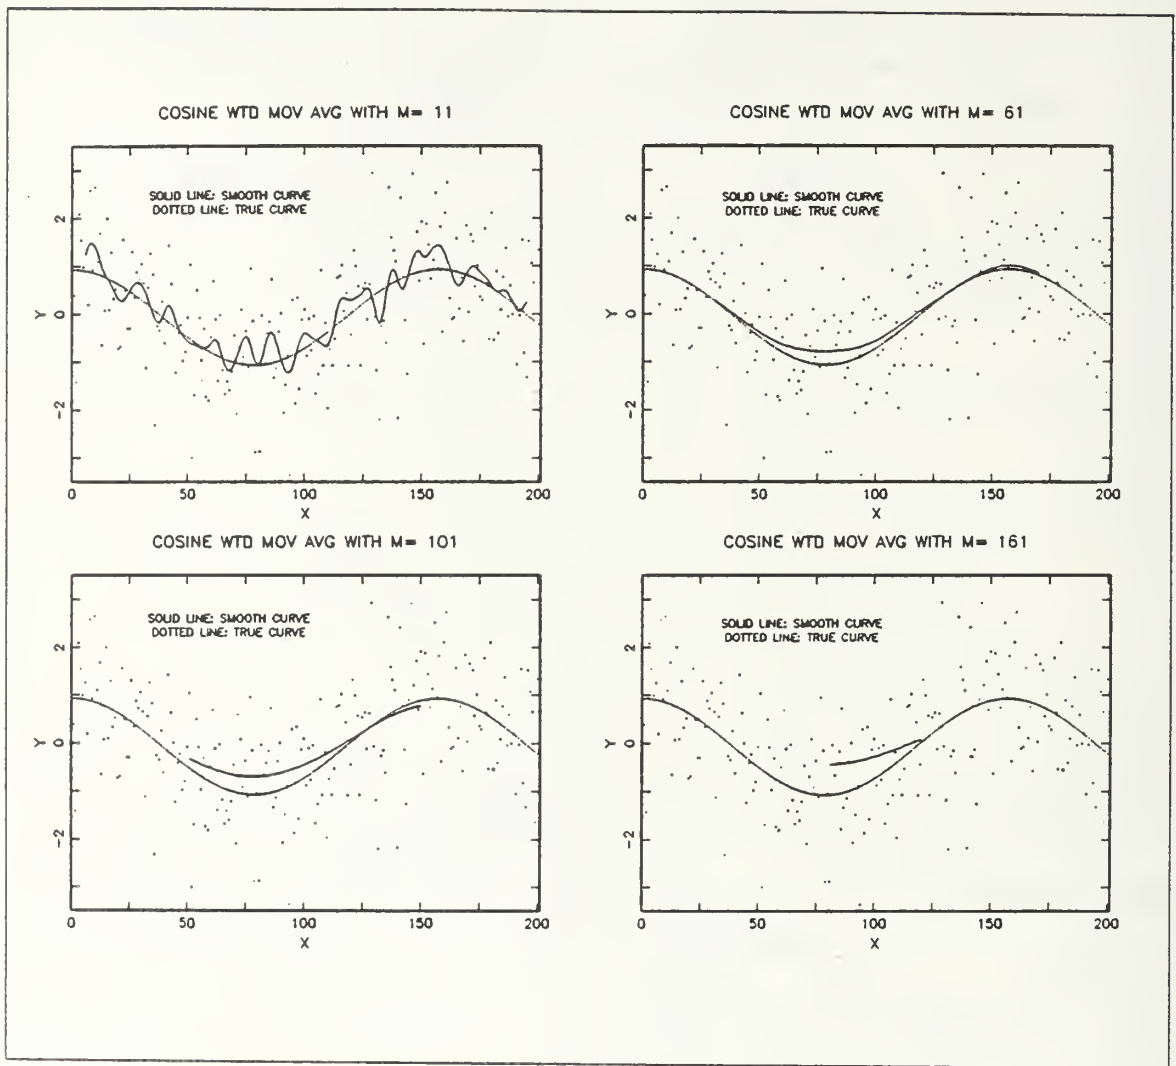 COSINE WTD MOV AVG WITH M= 11
SOLID LINE: SMOOTH CURVE
DOTTED LINE: TRUE CURVE
Y
2
0
-2
0 50 100 150 200
X
COSINE WTD MOV AVG WITH M= 61
SOLID LINE: SMOOTH CURVE
DOTTED LINE: TRUE CURVE
Y
2
0
-2
0 50 100 150 200
X
COSINE WTD MOV AVG WITH M= 101
SOLID LINE: SMOOTH CURVE
DOTTED LINE: TRUE CURVE
Y
2
0
-2
0 50 100 150 200
X
COSINE WTD MOV AVG WITH M= 161
SOLID LINE: SMOOTH CURVE
DOTTED LINE: TRUE CURVE
Y
2
0
-2
0 50 100 150 200
X